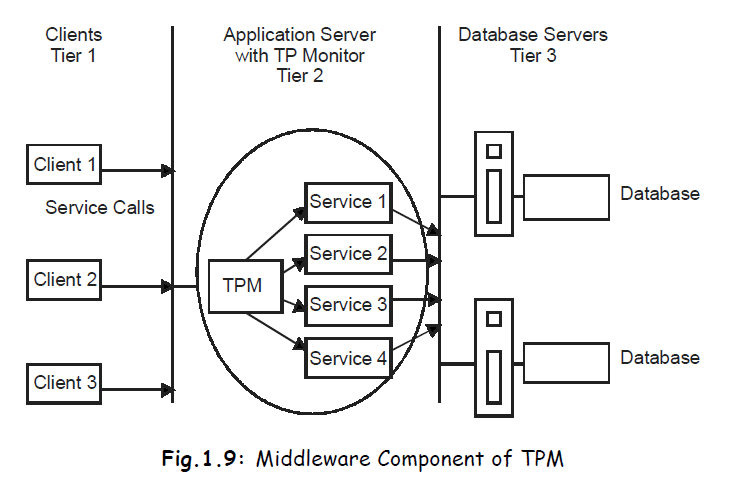 Clients
Tier 1
Application Server
with TP Monitor
Tier 2
Database Servers
Tier 3
Client 1
Service Calls
Client 2
Client 3
TPM
Service 1
Service 2
Service 3
Service 4
Database
Database
Fig.1.9: Middleware Component of TPM